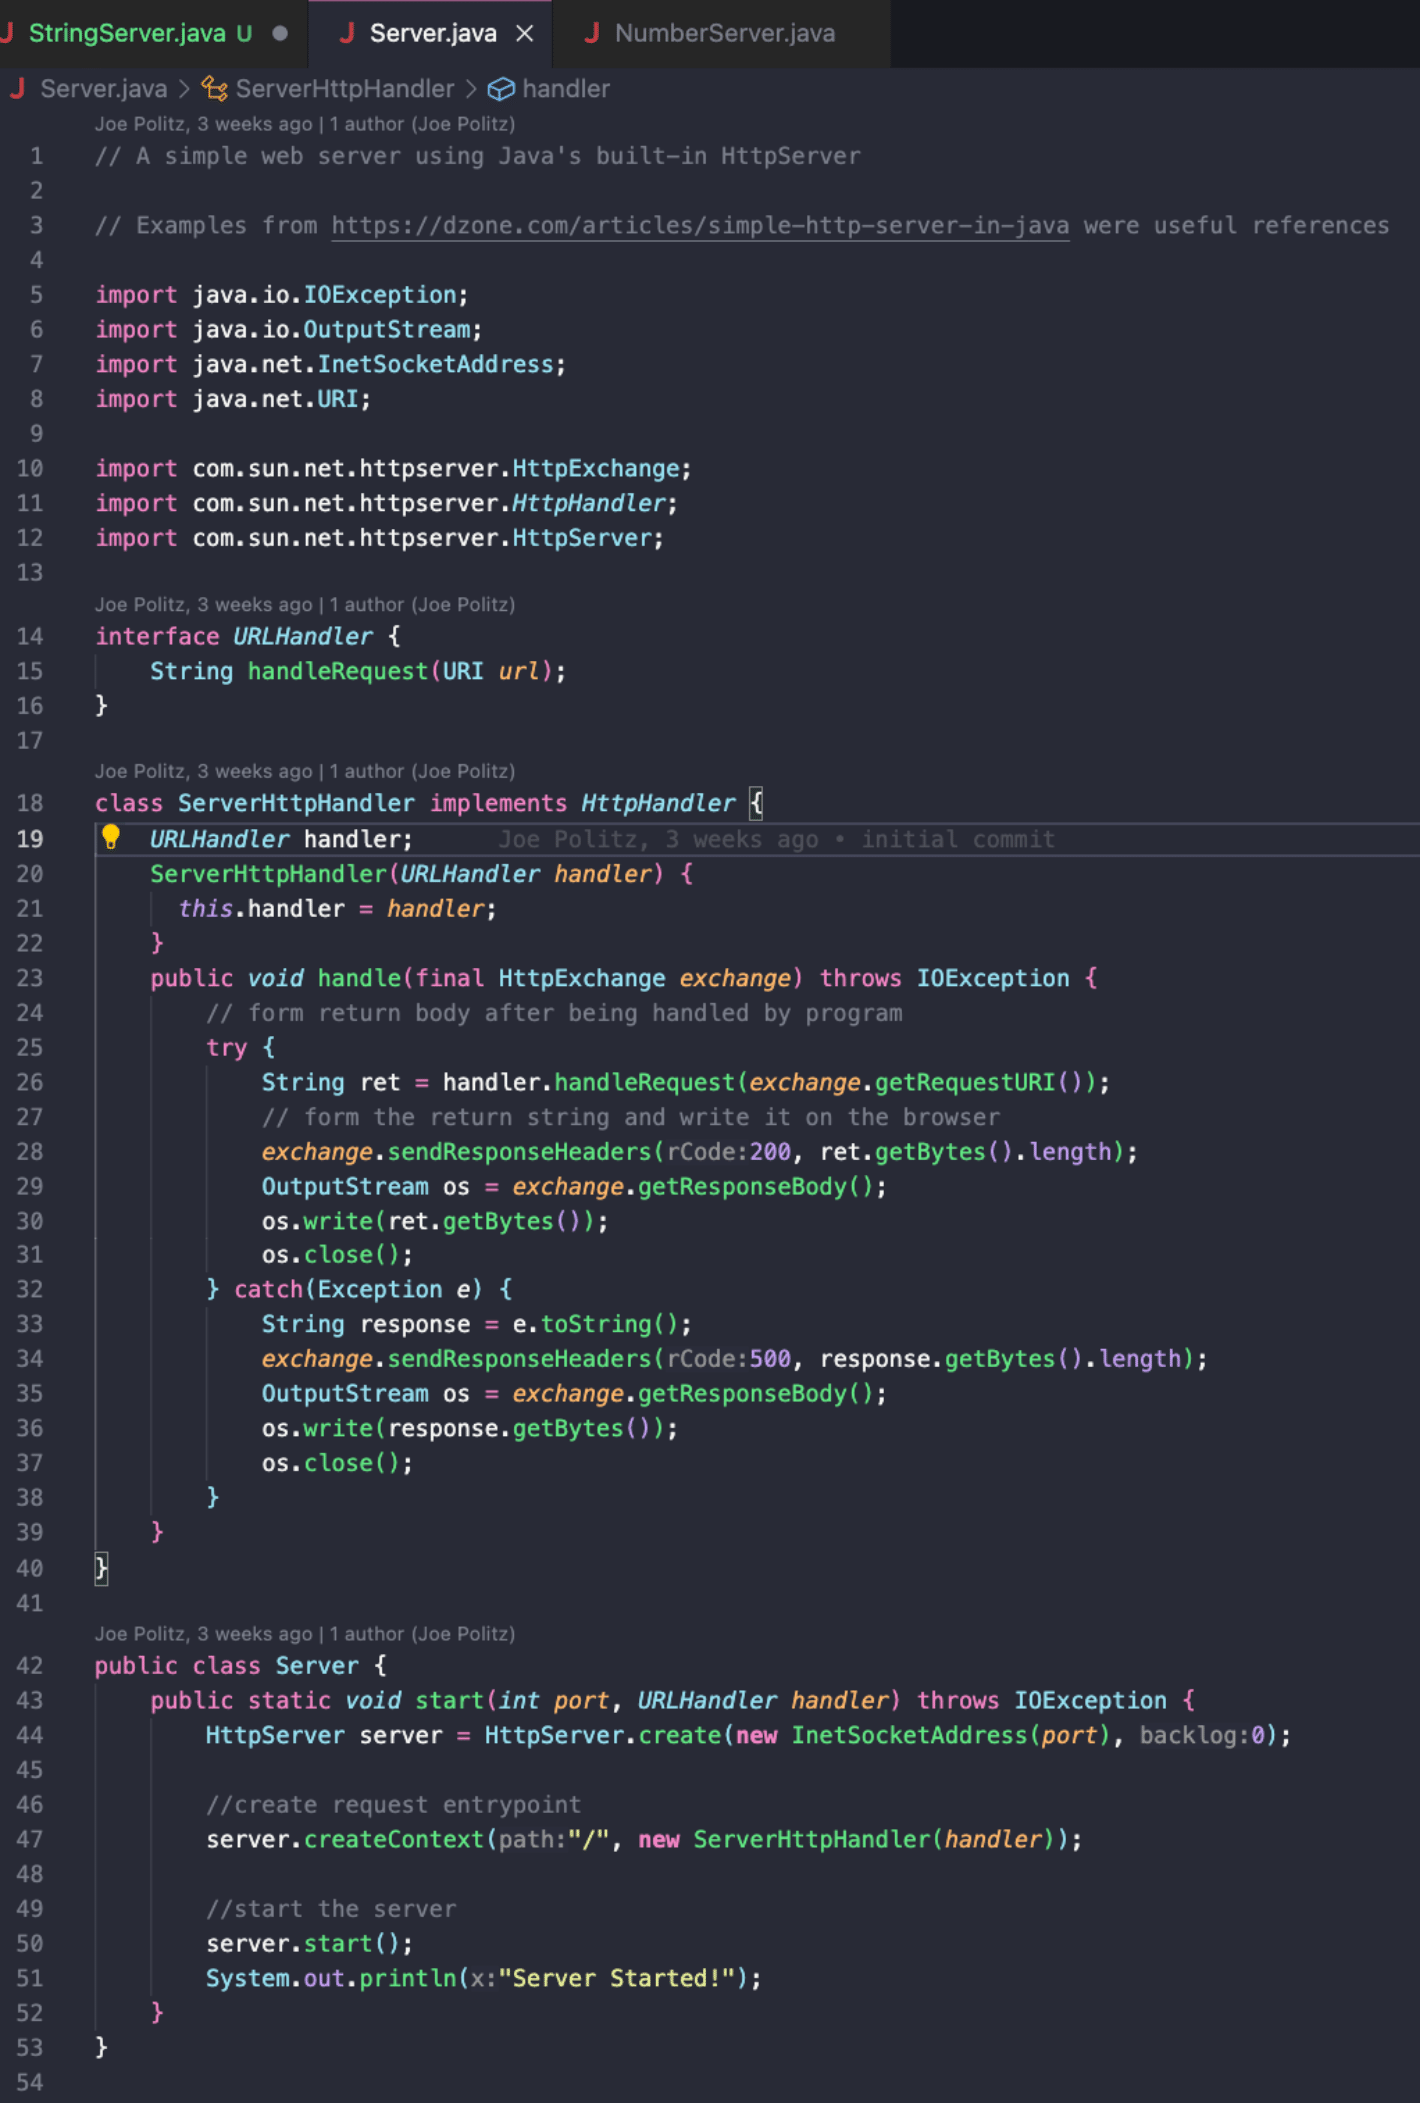 J StringServer.java U J Server.java × J NumberServer.java
J Server.java > ServerHttpHandler > handler
Joe Politz, 3 weeks ago | 1 author (Joe Politz)
1 // A simple web server using Java's built-in HttpServer
2
3 // Examples from https://dzone.com/articles/simple-http-server-in-java were useful references
4
5 import java.io.IOException;
6 import java.io.OutputStream;
7 import java.net.InetSocketAddress;
8 import java.net.URI;
9
10 import com.sun.net.httpserver.HttpExchange;
11 import com.sun.net.httpserver.HttpHandler;
12 import com.sun.net.httpserver.HttpServer;
13
Joe Politz, 3 weeks ago | 1 author (Joe Politz)
14 interface URLHandler {
15 String handleRequest(URI url);
16 }
17
Joe Politz, 3 weeks ago | 1 author (Joe Politz)
18 class ServerHttpHandler implements HttpHandler {
19 URLHandler handler; Joe Politz, 3 weeks ago • initial commit
20 ServerHttpHandler(URLHandler handler) {
21 this.handler = handler;
22 }
23 public void handle(final HttpExchange exchange) throws IOException {
24 // form return body after being handled by program
25 try {
26 String ret = handler.handleRequest(exchange.getRequestURI());
27 // form the return string and write it on the browser
28 exchange.sendResponseHeaders(rCode:200, ret.getBytes().length);
29 OutputStream os = exchange.getResponseBody();
30 os.write(ret.getBytes());
31 os.close();
32 } catch(Exception e) {
33 String response = e.toString();
34 exchange.sendResponseHeaders(rCode:500, response.getBytes().length);
35 OutputStream os = exchange.getResponseBody();
36 os.write(response.getBytes());
37 os.close();
38 }
39 }
40 }
41
Joe Politz, 3 weeks ago | 1 author (Joe Politz)
42 public class Server {
43 public static void start(int port, URLHandler handler) throws IOException {
44 HttpServer server = HttpServer.create(new InetSocketAddress(port), backlog:0);
45
46 //create request entrypoint
47 server.createContext(path:"/", new ServerHttpHandler(handler));
48
49 //start the server
50 server.start();
51 System.out.println(x:"Server Started!");
52 }
53 }
54